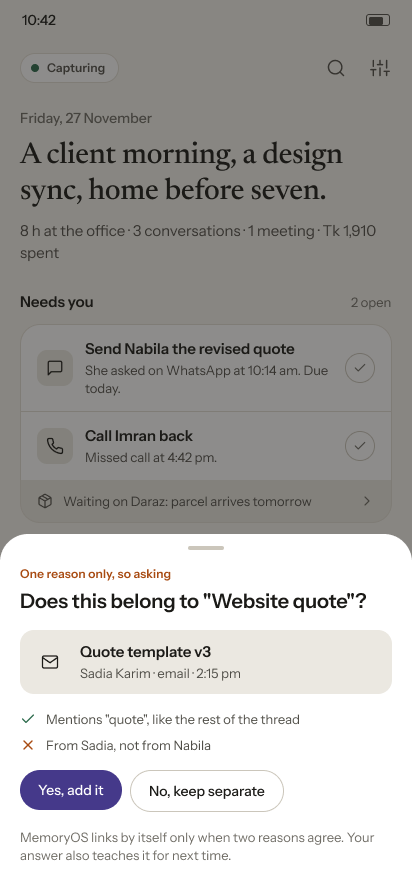 10:42
Capturing
Friday, 27 November
A client morning, a design
sync, home before seven.
8 h at the office · 3 conversations · 1 meeting · Tk 1,910
spent
Needs you
2 open
Send Nabila the revised quote
She asked on WhatsApp at 10:14 am. Due
today.
Call Imran back
Missed call at 4:42 pm.
Waiting on Daraz: parcel arrives tomorrow
One reason only, so asking
Does this belong to "Website quote"?
Quote template v3
Sadia Karim · email · 2:15 pm
Mentions "quote", like the rest of the thread
From Sadia, not from Nabila
Yes, add it
No, keep separate
MemoryOS links by itself only when two reasons agree. Your
answer also teaches it for next time.